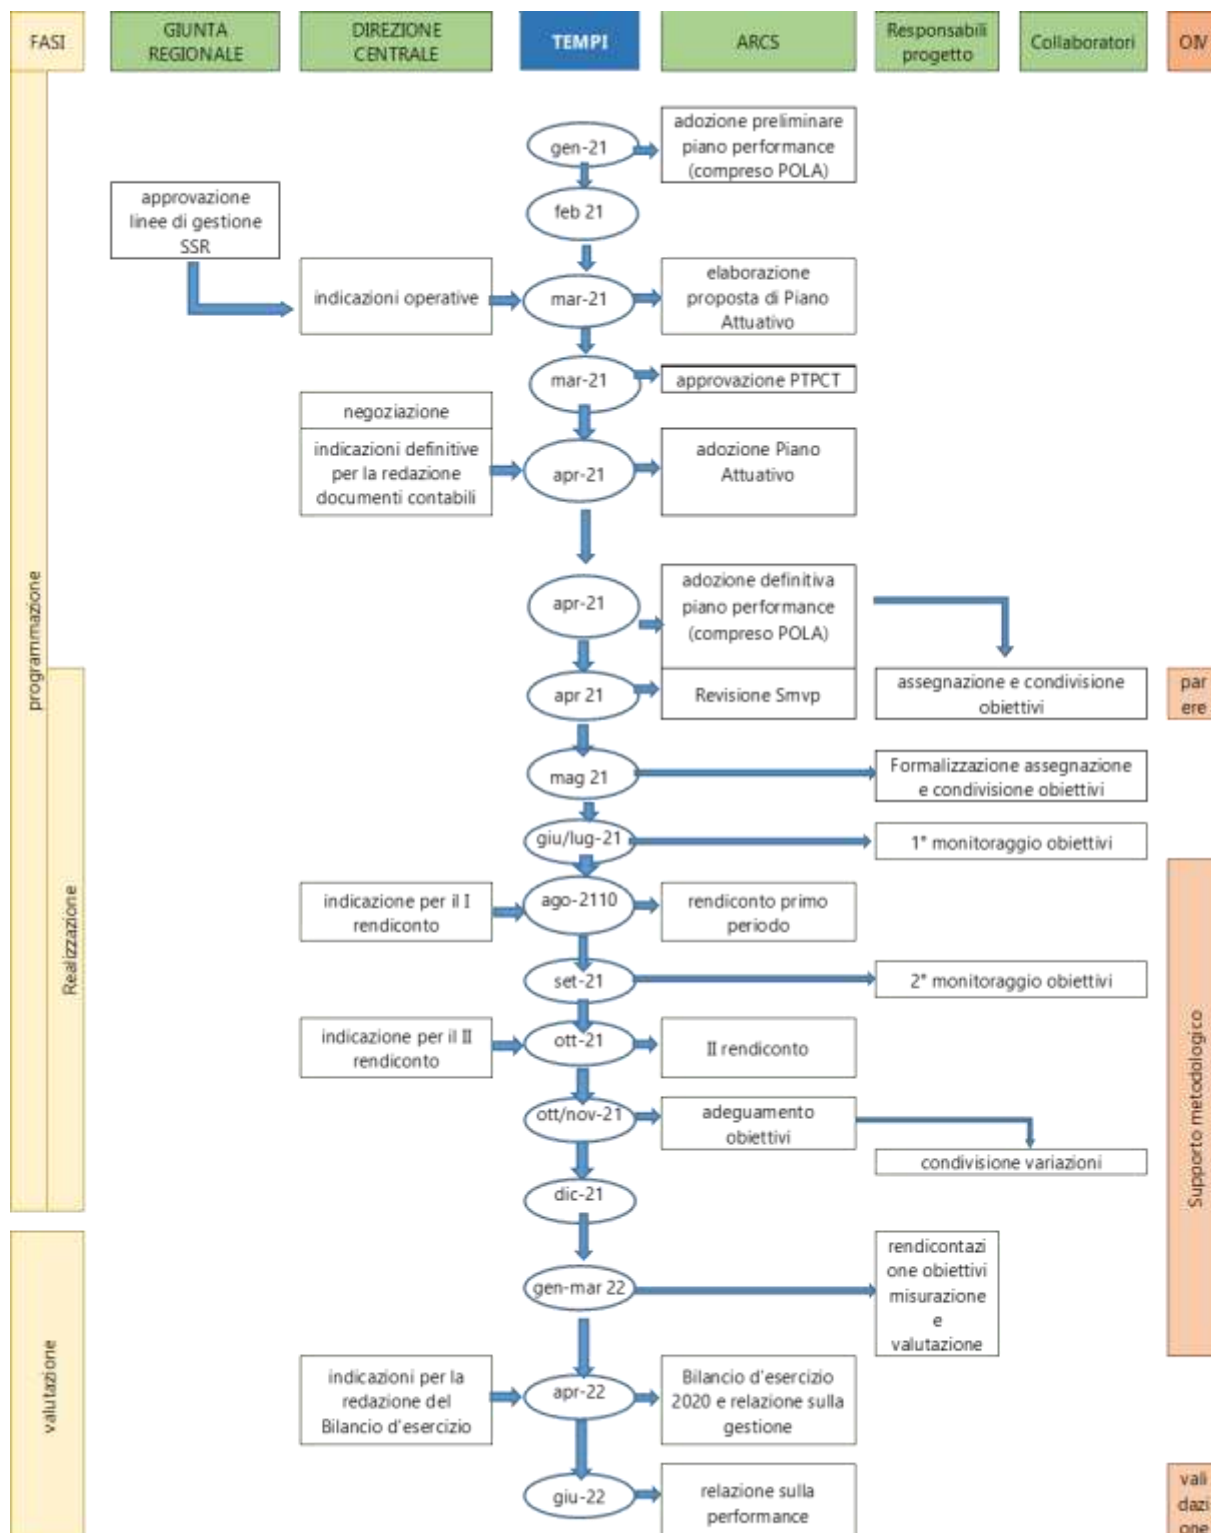 FASI
GIUNTA
REGIONALE
DIREZIONE
CENTRALE
TEMPI
ARCS
Responsabili
progetto
Collaboratori
OIV
programmazione
Realizzazione
valutazione
gen-21
adozione preliminare
piano performance
(compreso POLA)
approvazione
linee di gestione
SSR
feb 21
indicazioni operative
mar-21
elaborazione
proposta di Piano
Attuativo
mar-21
approvazione PTPCT
negoziazione
indicazioni definitive
per la redazione
documenti contabili
apr-21
adozione Piano
Attuativo
apr-21
adozione definitiva
piano performance
(compreso POLA)
apr 21
Revisione Smvp
assegnazione e condivisione
obiettivi
par
ere
mag 21
Formalizzazione assegnazione
e condivisione obiettivi
giu/lug-21
1° monitoraggio obiettivi
indicazione per il I
rendiconto
ago-2110
rendiconto primo
periodo
set-21
2° monitoraggio obiettivi
indicazione per il II
rendiconto
ott-21
II rendiconto
ott/nov-21
adeguamento
obiettivi
condivisione variazioni
Supporto metodologico
dic-21
gen-mar 22
rendicontazi
one obiettivi
misurazione
e
valutazione
indicazioni per la
redazione del
Bilancio d'esercizio
apr-22
Bilancio d'esercizio
2020 e relazione sulla
gestione
giu-22
relazione sulla
performance
vali
dazi
one